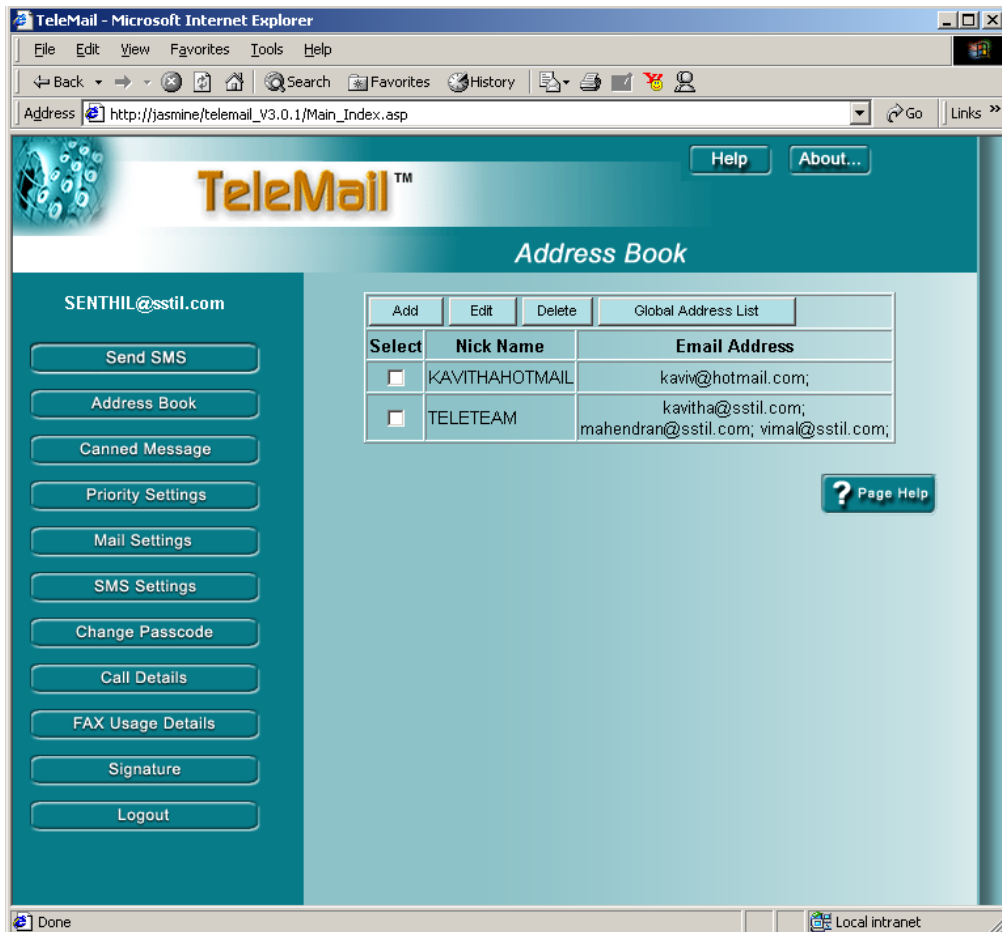 TeleMail - Microsoft Internet Explorer
File Edit View Favorites Tools Help
Back Search Favorites History
Address http://jasmine/telemail_V3.0.1/Main_Index.asp Go Links »
TeleMail™
Help About...
Address Book
SENTHIL@sstil.com
Send SMS
Address Book
Canned Message
Priority Settings
Mail Settings
SMS Settings
Change Passcode
Call Details
FAX Usage Details
Signature
Logout
Add Edit Delete Global Address List
Select Nick Name Email Address
KAVITHAHOTMAIL kaviv@hotmail.com;
TELETEAM kavitha@sstil.com;
mahendran@sstil.com; vimal@sstil.com;
? Page Help
Done Local intranet